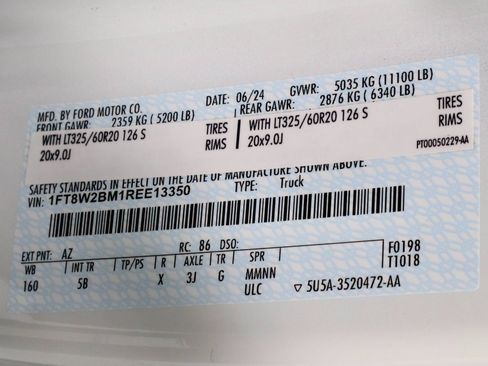 MFD. BY FORD MOTOR CO. DATE: 06/24 GVWR: 5035 KG (11100 LB)
FRONT GAWR: 2359 KG (5200 LB) REAR GAWR: 2876 KG (6340 LB)
WITH LT325/60R20 126 S TIRES WITH LT325/60R20 126 S TIRES
20x9.0J RIMS 20x9.0J RIMS PT00050229-AA
SAFETY STANDARDS IN EFFECT ON THE DATE OF MANUFACTURE SHOWN ABOVE.
VIN: 1FT8W2BM1REE13350 TYPE: Truck
EXT PNT: AZ RC: 86 DSO: F0198
WB INT TR TP/PS R AXLE TR SPR T1018
160 5B X 3J G MMNN
ULC ▽ 5U5A-3520472-AA